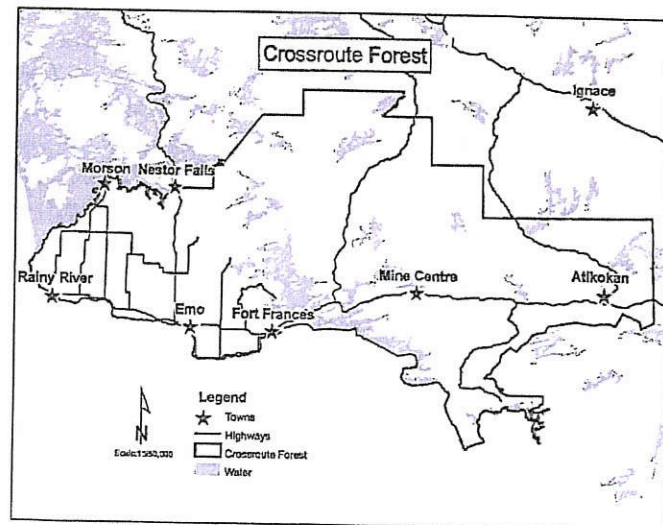 Crossroute Forest
Ignace
Morson
Nestor Falls
Rainy River
Mine Centre
Atikokan
Emo
Fort Frances
Legend
Towns
N
Highways
Crossroute Forest
Water